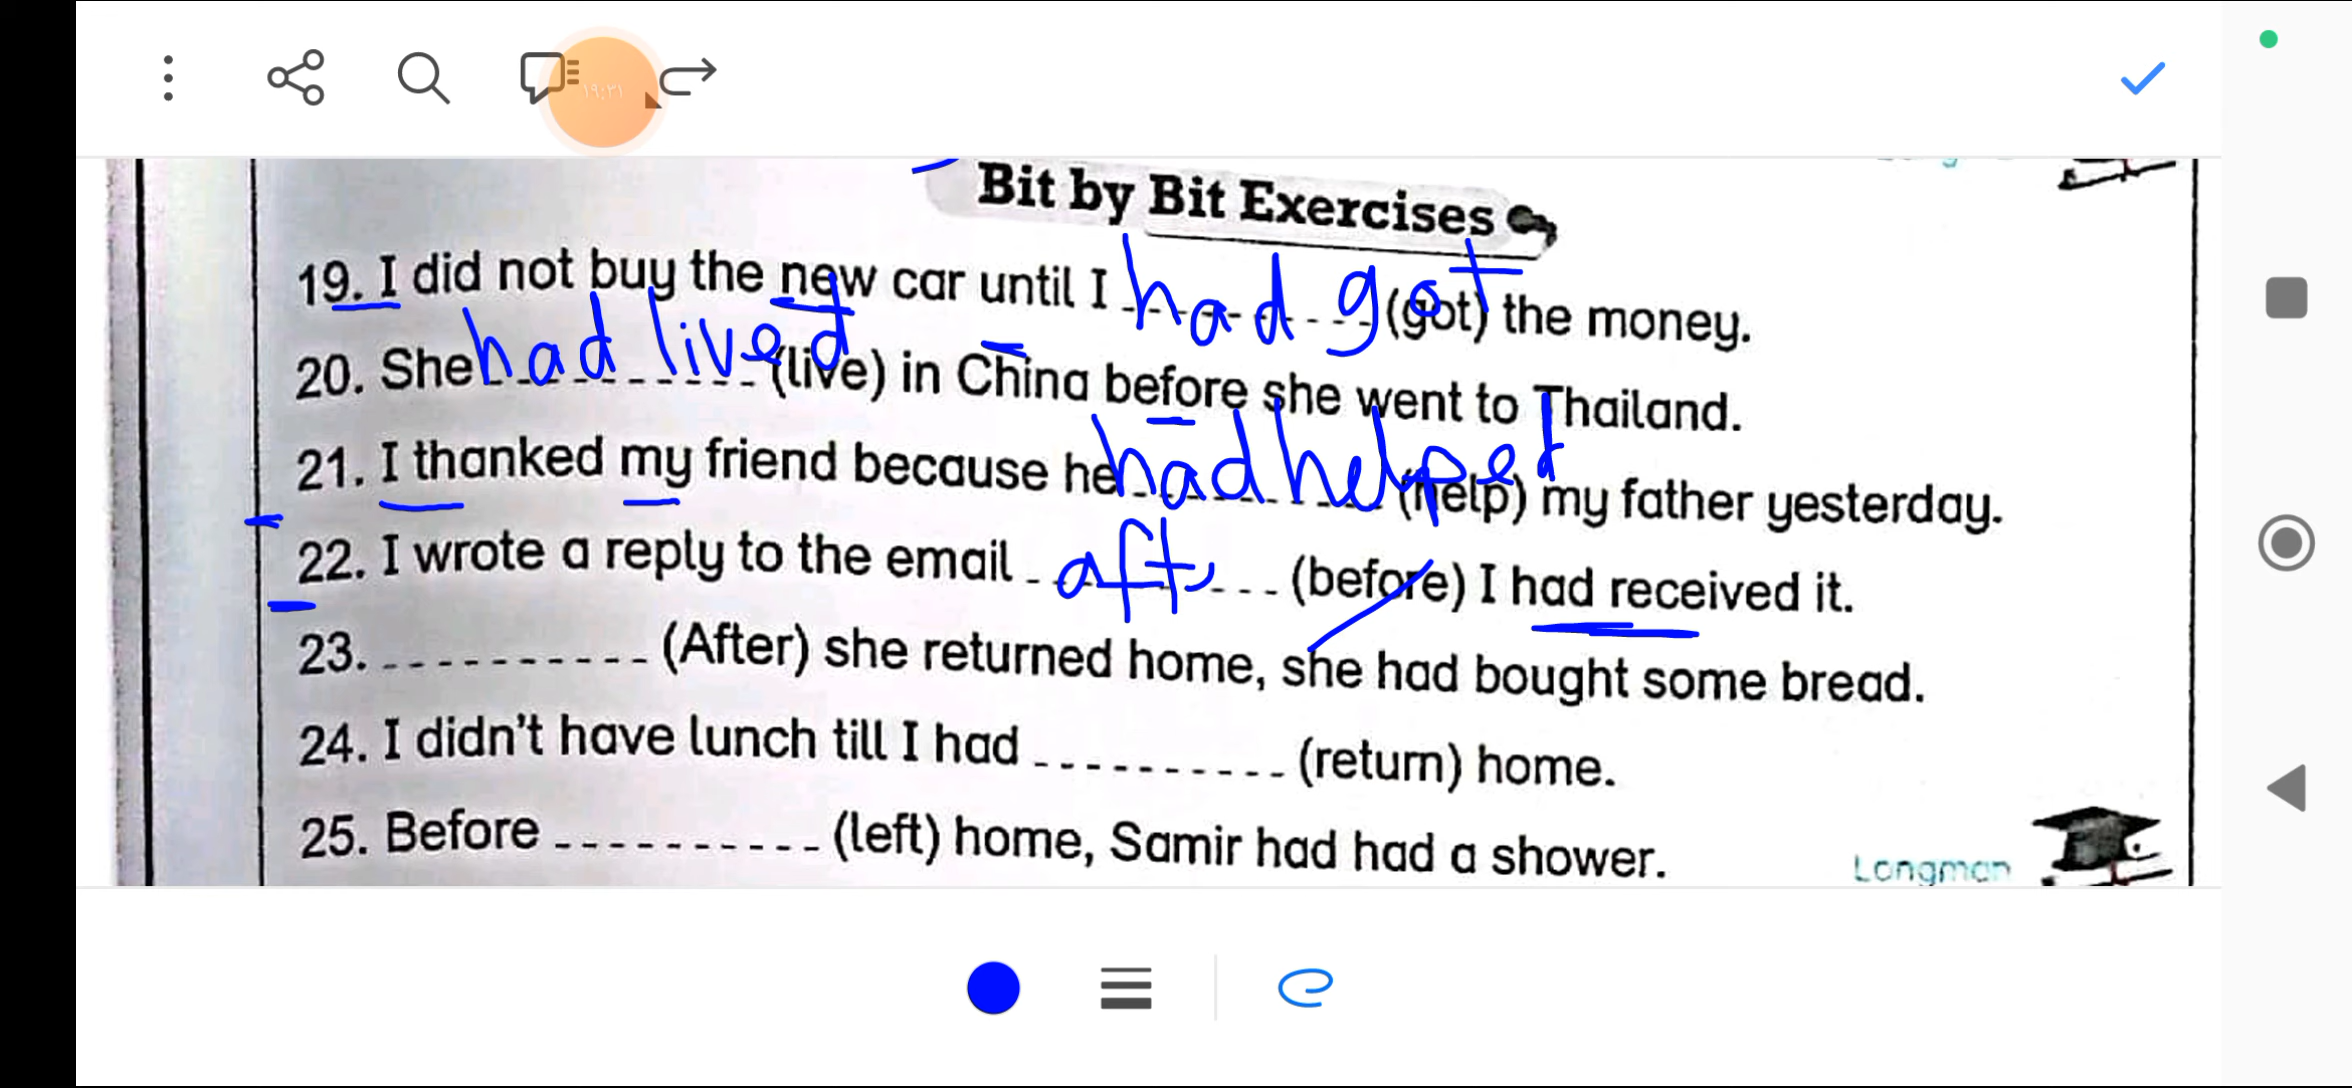 ١٩:٣١
Bit by Bit Exercises
19. I did not buy the new car until I had got (got) the money.
20. She had lived (live) in China before she went to Thailand.
21. I thanked my friend because he had helped (help) my father yesterday.
22. I wrote a reply to the email aft (before) I had received it.
23. ---------- (After) she returned home, she had bought some bread.
24. I didn't have lunch till I had ---------- (return) home.
25. Before ---------- (left) home, Samir had had a shower.
Longman